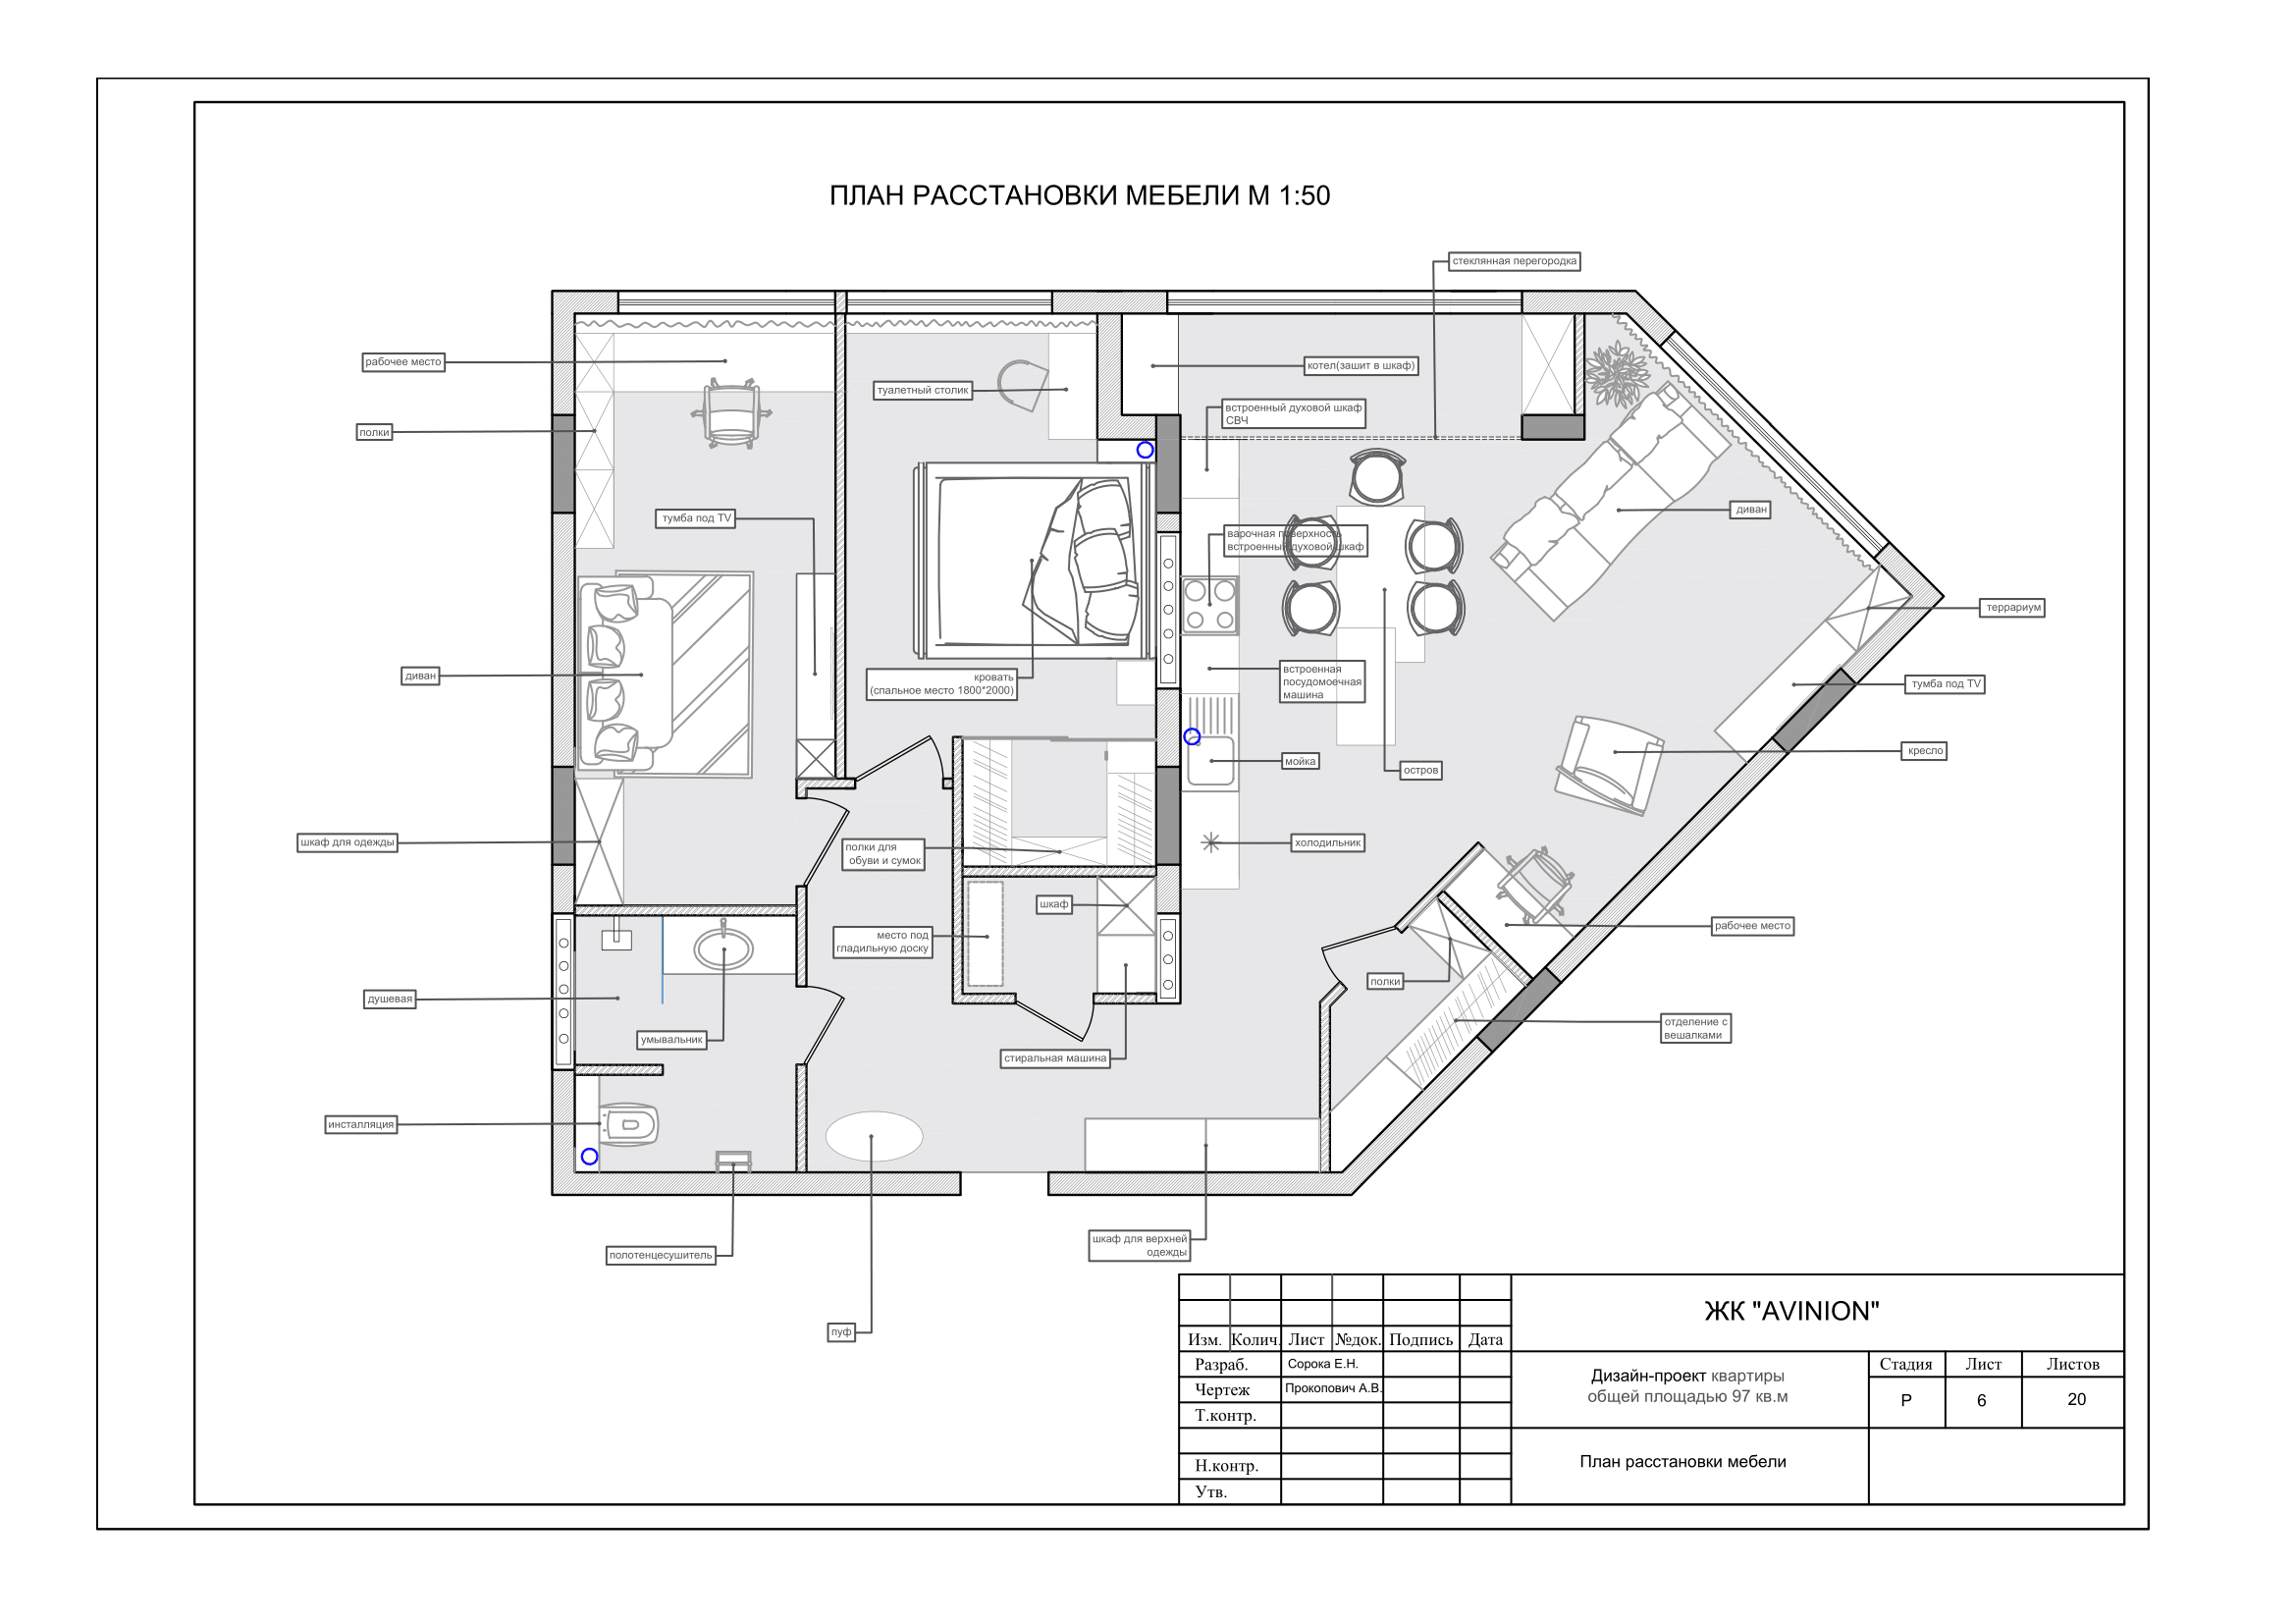 ПЛАН РАССТАНОВКИ МЕБЕЛИ М 1:50
стеклянная перегородка
рабочее место
котел(зашит в шкаф)
туалетный столик
встроенный духовой шкаф
СВЧ
полки
диван
тумба под TV
варочная поверхность
встроенный духовой шкаф
террариум
встроенная
посудомоечная
машина
диван
кровать
(спальное место 1800*2000)
тумба под TV
кресло
мойка
остров
шкаф для одежды
полки для
обуви и сумок
холодильник
шкаф
рабочее место
место под
гладильную доску
полки
душевая
отделение с
вешалками
умывальник
стиральная машина
инсталляция
шкаф для верхней
одежды
полотенцесушитель
пуф
ЖК "AVINION"
Изм. Колич. Лист №док. Подпись Дата
Разраб. Сорока Е.Н.
Чертеж Прокопович А.В.
Т.контр.
Н.контр.
Утв.
Дизайн-проект квартиры
общей площадью 97 кв.м
Стадия Лист Листов
Р 6 20
План расстановки мебели